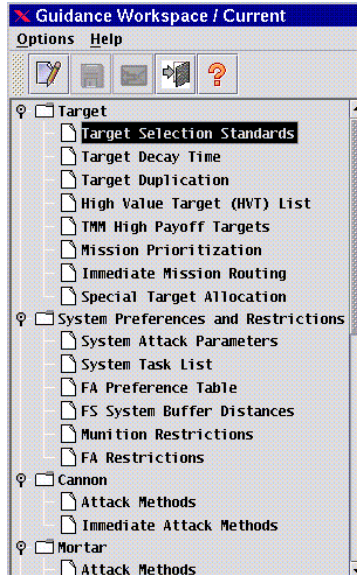 Guidance Workspace / Current
Options Help
Target
Target Selection Standards
Target Decay Time
Target Duplication
High Value Target (HVT) List
TMM High Payoff Targets
Mission Prioritization
Immediate Mission Routing
Special Target Allocation
System Preferences and Restrictions
System Attack Parameters
System Task List
FA Preference Table
FS System Buffer Distances
Munition Restrictions
FA Restrictions
Cannon
Attack Methods
Immediate Attack Methods
Mortar
Attack Methods